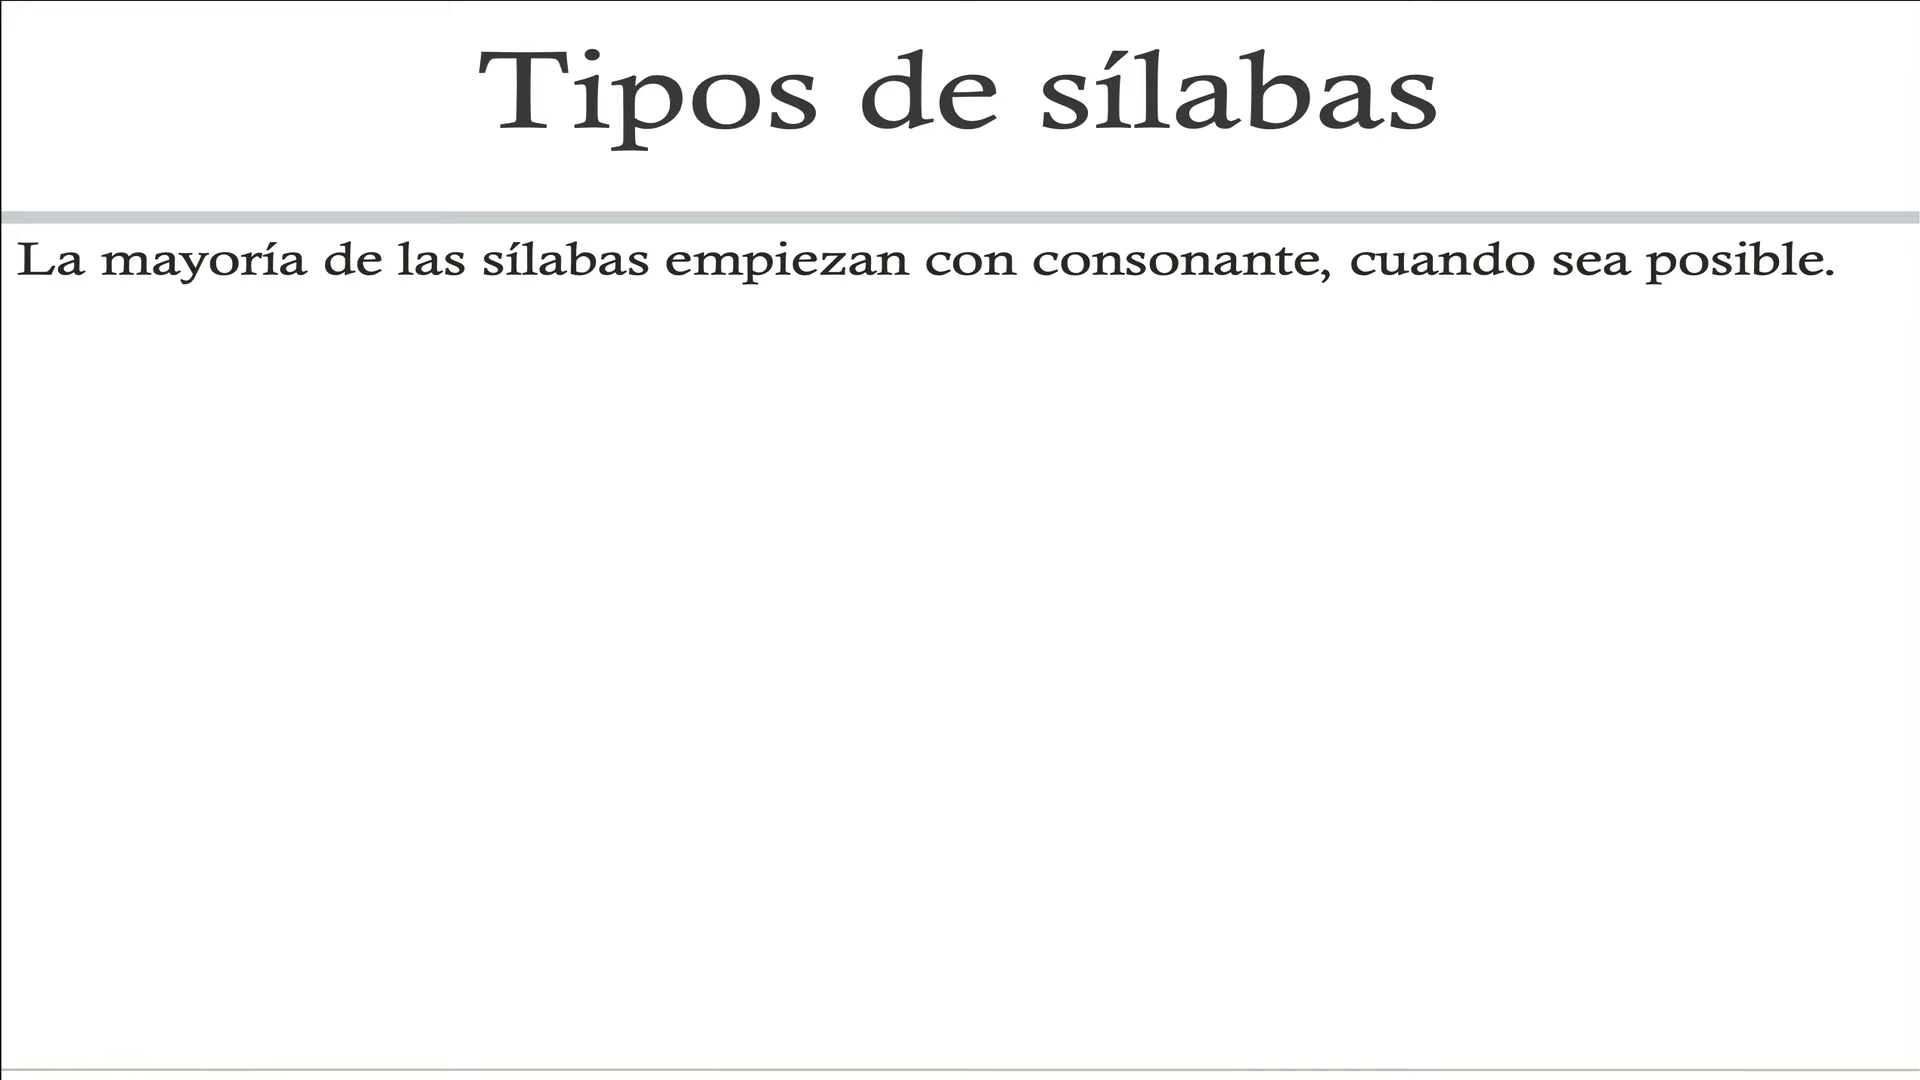 Tipos de sílabas
La mayoría de las sílabas empiezan con consonante, cuando sea posible.